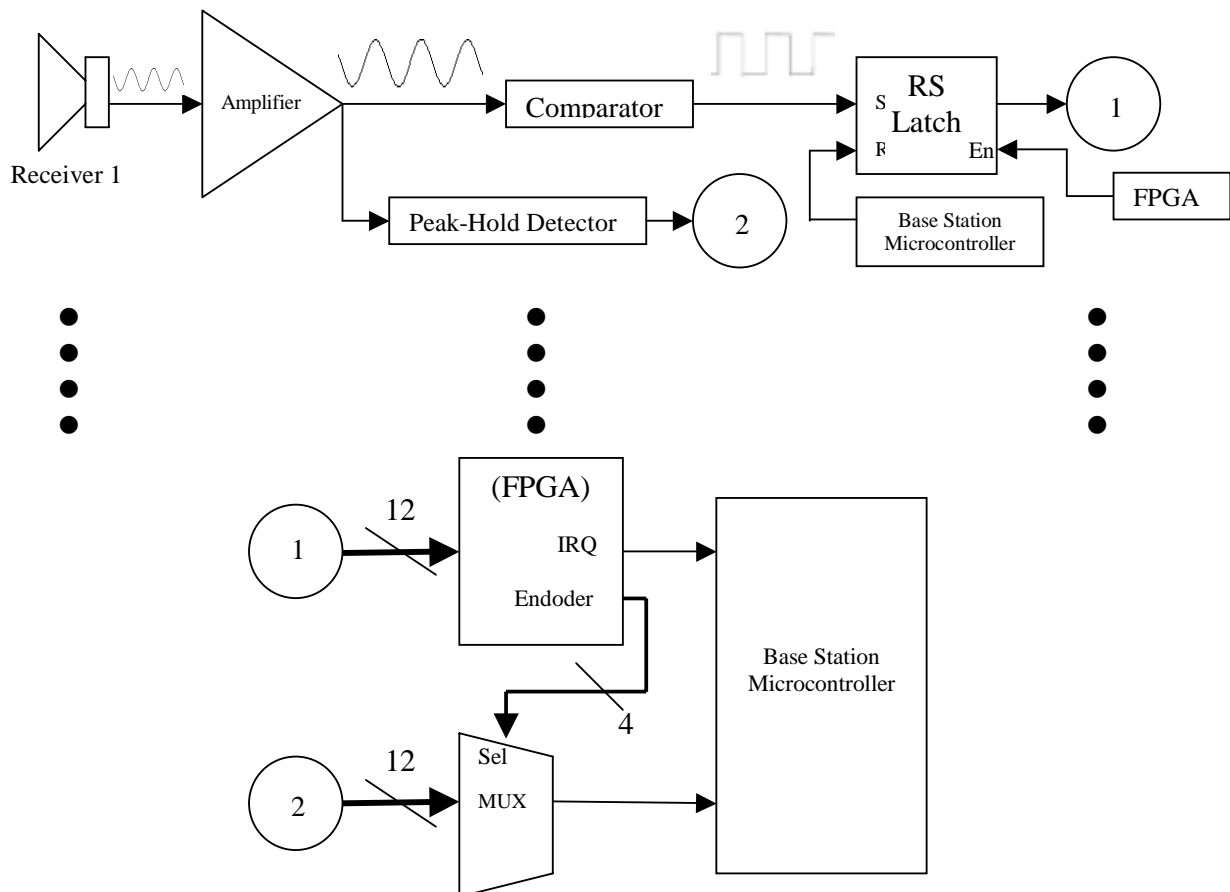 Receiver 1
Amplifier
Comparator
S
R
RS
Latch
En
1
FPGA
Peak-Hold Detector
2
Base Station
Microcontroller
1
12
(FPGA)
IRQ
Endoder
4
Base Station
Microcontroller
2
12
Sel
MUX